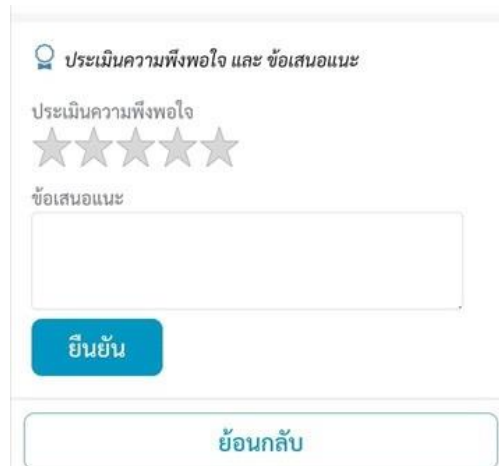 ประเมินความพึงพอใจ และ ข้อเสนอแนะ
ประเมินความพึงพอใจ
ข้อเสนอแนะ
ยืนยัน
ย้อนกลับ